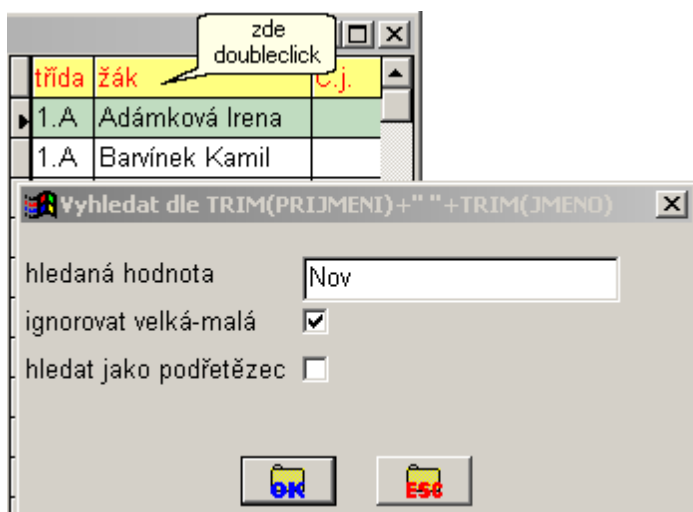 zde
doubleclick
třída žák č.j.
1.A Adámková Irena
1.A Barvínek Kamil
Vyhledat dle TRIM(PRIJMENI)+" "+TRIM(JMENO)
hledaná hodnota Nov
ignorovat velká-malá
hledat jako podřetězec
OK ESC